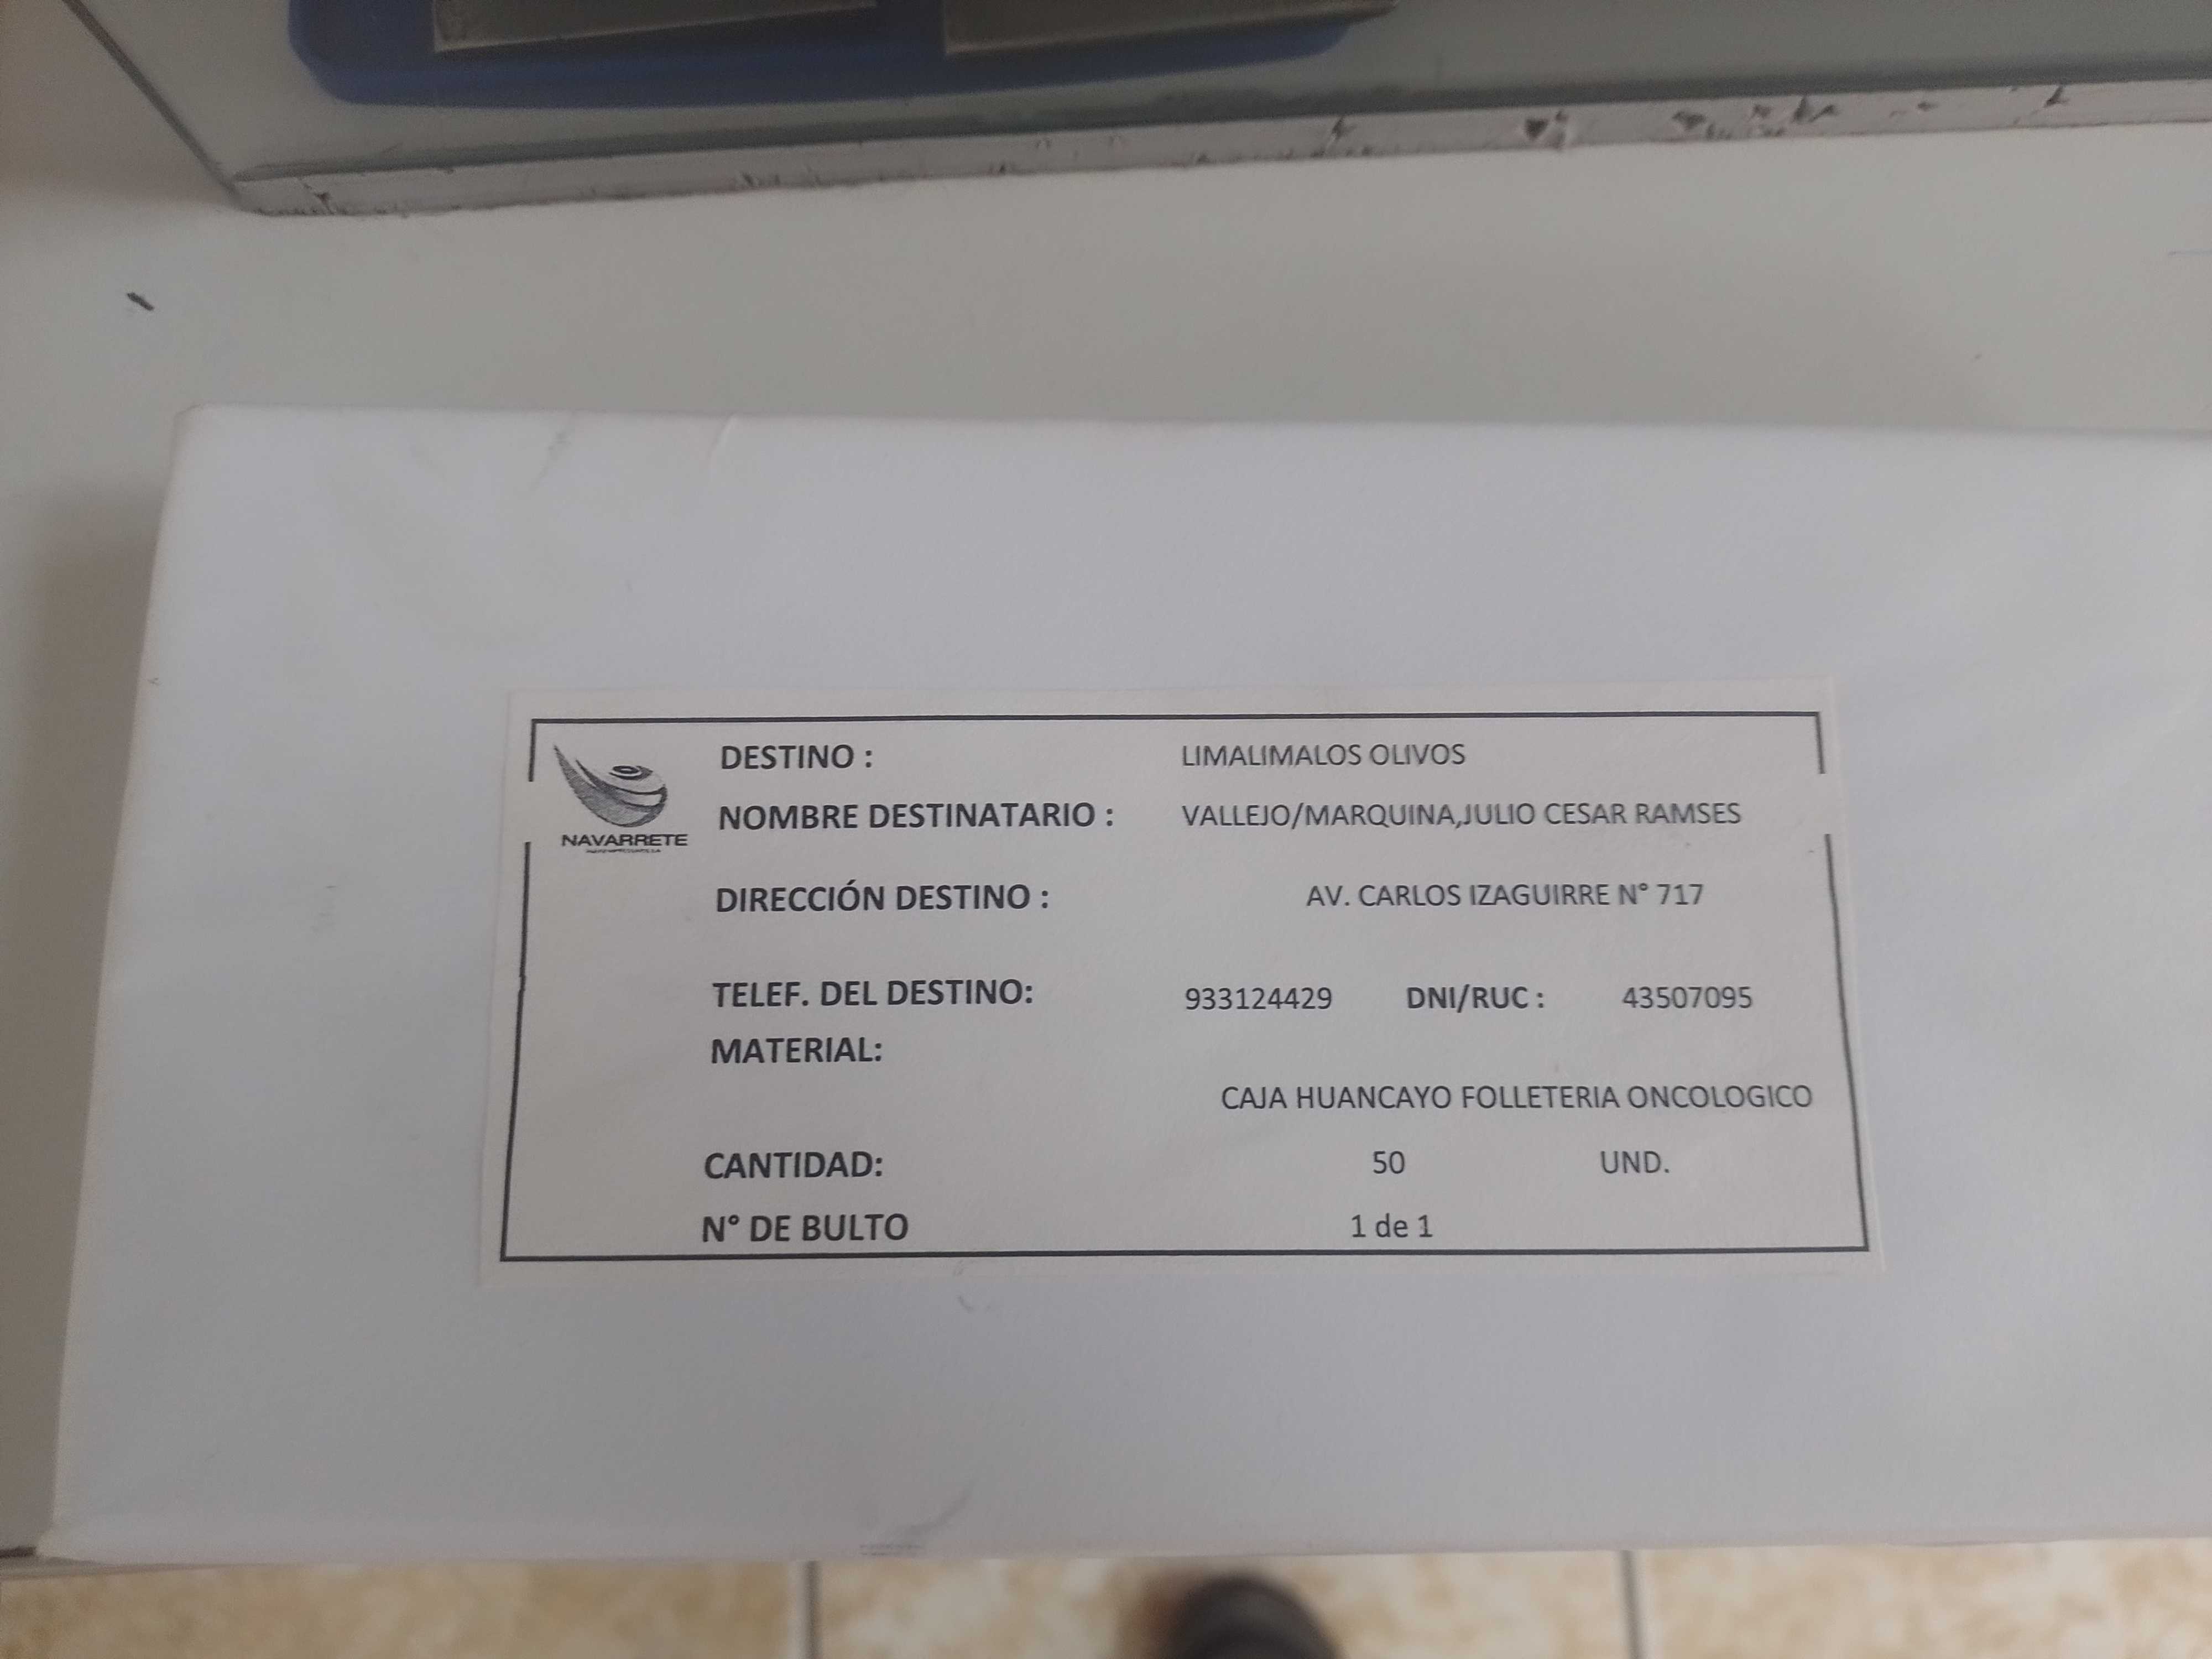 DESTINO : LIMALIMALOS OLIVOS
NAVARRETE
NOMBRE DESTINATARIO : VALLEJO/MARQUINA,JULIO CESAR RAMSES
DIRECCIÓN DESTINO : AV. CARLOS IZAGUIRRE N° 717
TELEF. DEL DESTINO: 933124429 DNI/RUC : 43507095
MATERIAL:
CAJA HUANCAYO FOLLETERIA ONCOLOGICO
CANTIDAD: 50 UND.
N° DE BULTO 1 de 1